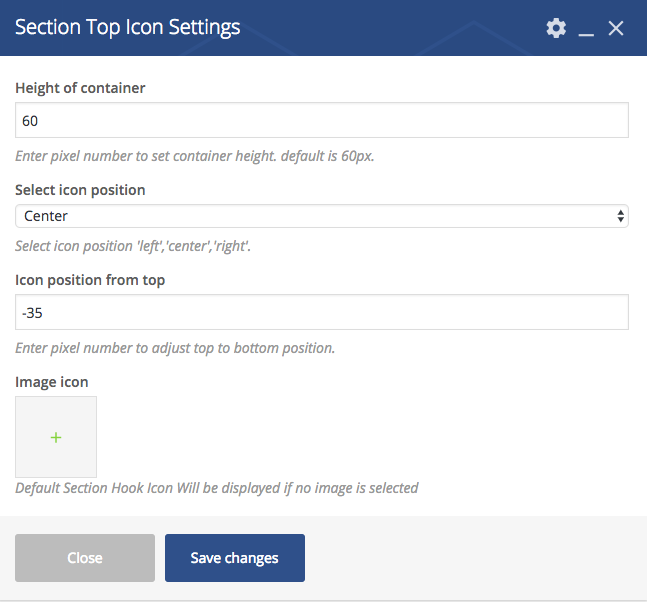 Section Top Icon Settings
Height of container
60
Enter pixel number to set container height. default is 60px.
Select icon position
Center
Select icon position 'left','center','right'.
Icon position from top
-35
Enter pixel number to adjust top to bottom position.
Image icon
+
Default Section Hook Icon Will be displayed if no image is selected
Close
Save changes